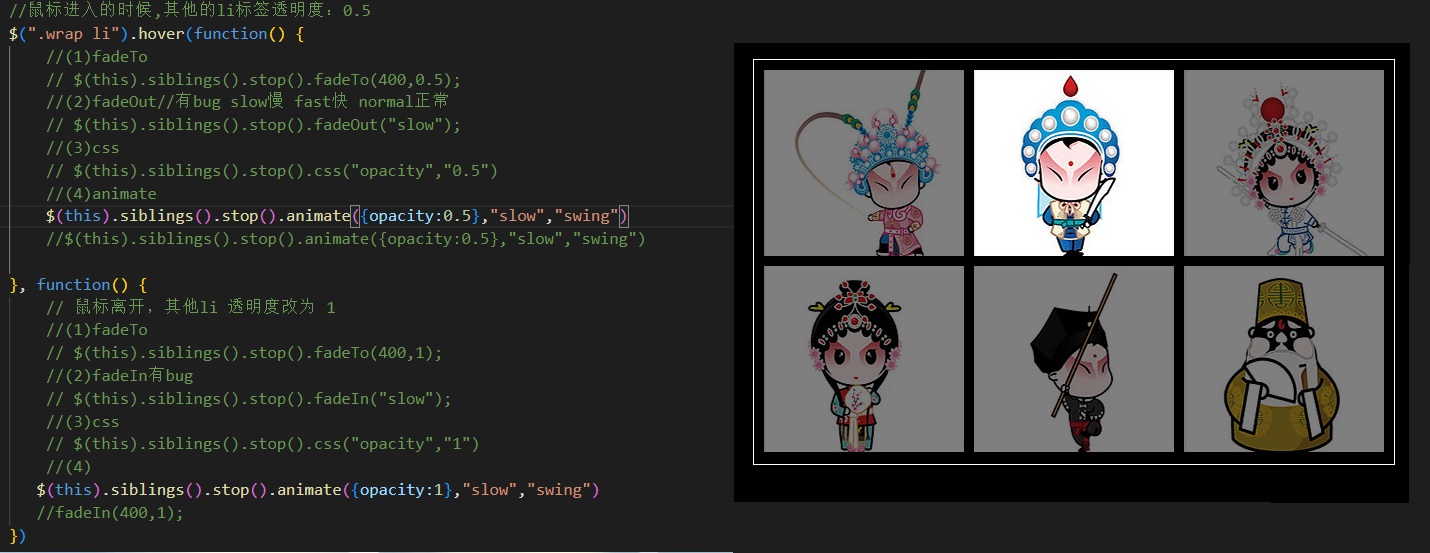 //鼠标进入的时候,其他的li标签透明度: 0.5
$(".wrap li").hover(function() {
//(1)fadeTo
// $(this).siblings().stop().fadeTo(400,0.5);
//(2)fadeOut//有bug slow慢 fast快 normal正常
// $(this).siblings().stop().fadeOut("slow");
//(3)css
// $(this).siblings().stop().css("opacity","0.5")
//(4)animate
$(this).siblings().stop().animate({opacity:0.5},"slow","swing")
//$(this).siblings().stop().animate({opacity:0.5},"slow","swing")
}, function() {
// 鼠标离开，其他li 透明度改为 1
//(1)fadeTo
// $(this).siblings().stop().fadeTo(400,1);
//(2)fadeIn有bug
// $(this).siblings().stop().fadeIn("slow");
//(3)css
// $(this).siblings().stop().css("opacity","1")
//(4)
$(this).siblings().stop().animate({opacity:1},"slow","swing")
//fadeIn(400,1);
})